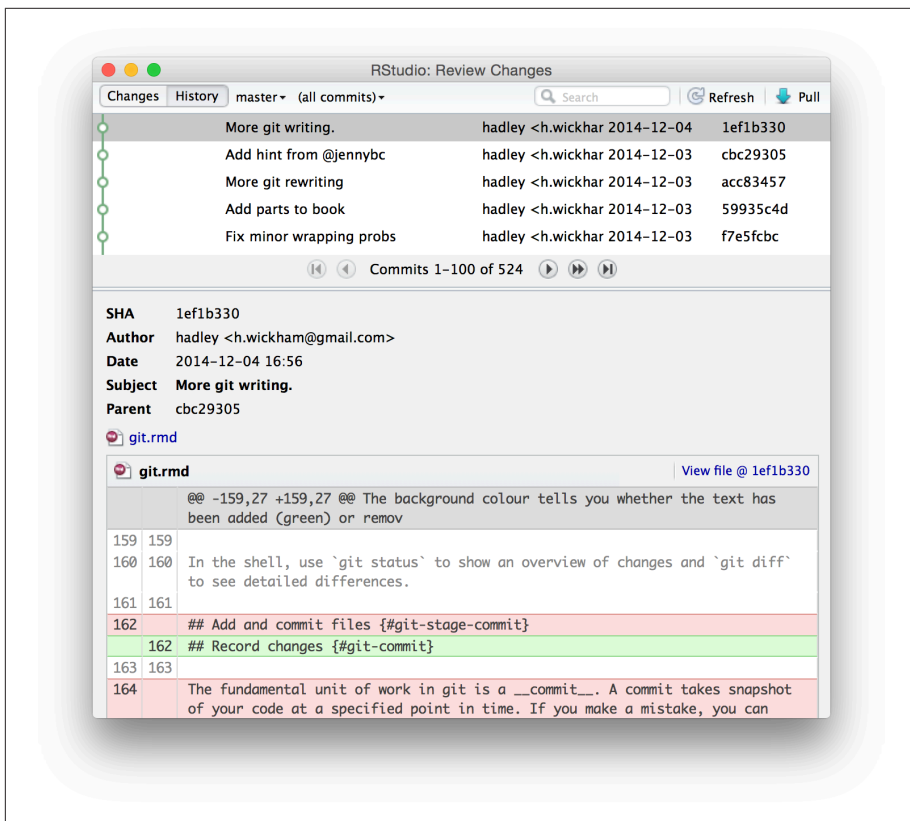 RStudio: Review Changes
Changes History master (all commits) Search Refresh Pull
More git writing. hadley <h.wickhar 2014-12-04 1ef1b330
Add hint from @jennybc hadley <h.wickhar 2014-12-03 cbc29305
More git rewriting hadley <h.wickhar 2014-12-03 acc83457
Add parts to book hadley <h.wickhar 2014-12-03 59935c4d
Fix minor wrapping probs hadley <h.wickhar 2014-12-03 f7e5fcbc
Commits 1-100 of 524
SHA 1ef1b330
Author hadley <h.wickham@gmail.com>
Date 2014-12-04 16:56
Subject More git writing.
Parent cbc29305
git.rmd
git.rmd View file @ 1ef1b330
@@ -159,27 +159,27 @@ The background colour tells you whether the text has
been added (green) or remov
159 159
160 160 In the shell, use `git status` to show an overview of changes and `git diff`
to see detailed differences.
161 161
162 ## Add and commit files {#git-stage-commit}
162 ## Record changes {#git-commit}
163 163
164 The fundamental unit of work in git is a __commit__. A commit takes snapshot
of your code at a specified point in time. If you make a mistake, you can